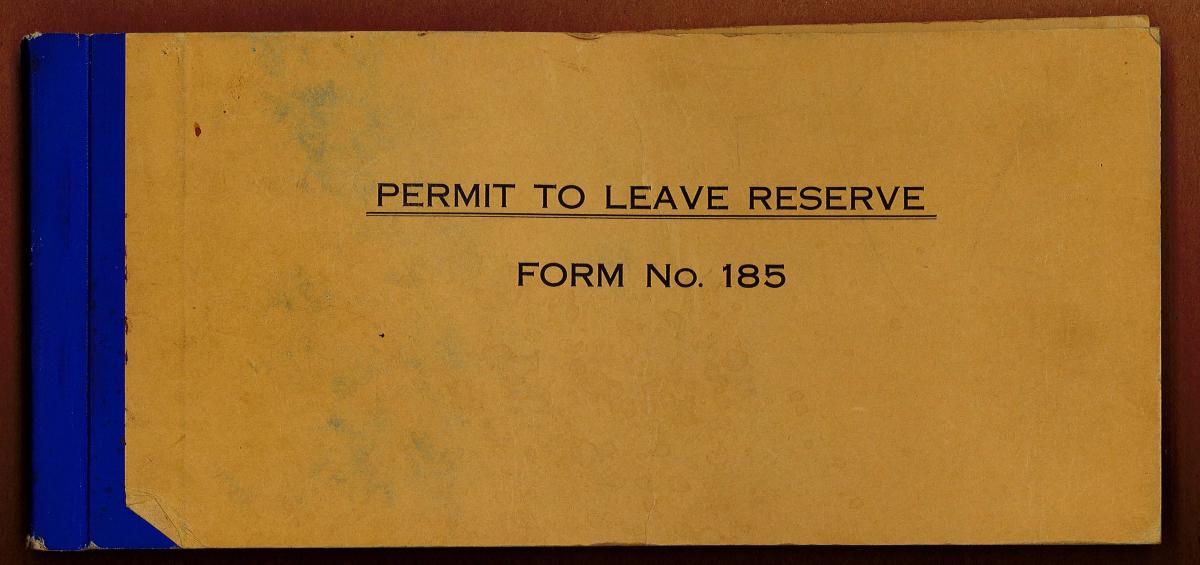 PERMIT TO LEAVE RESERVE
FORM No. 185